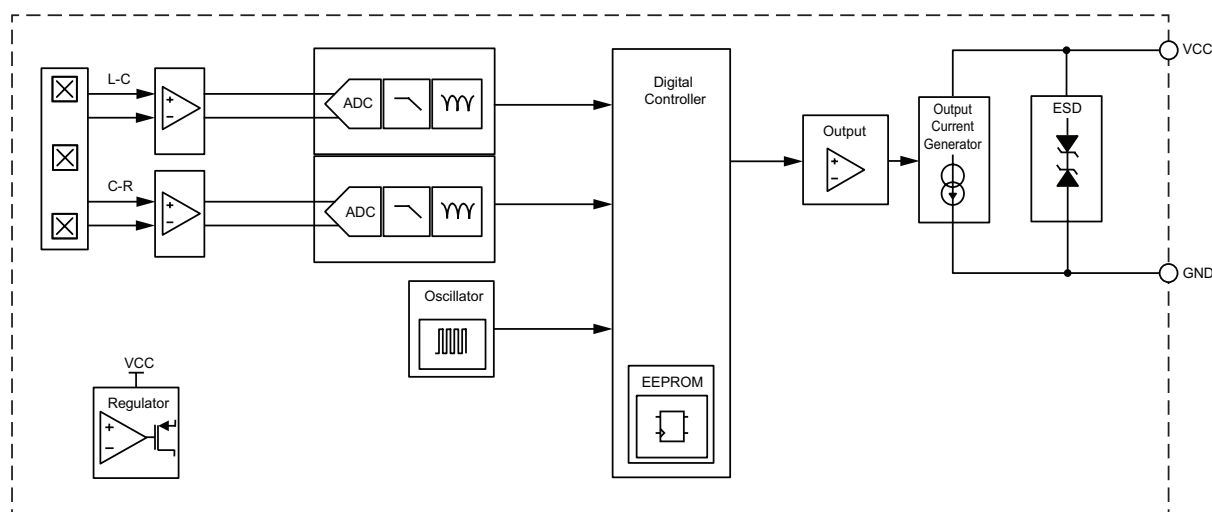 VCC
L-C
ADC
Digital
Controller
Output
Output
Current
Generator
ESD
C-R
ADC
GND
Oscillator
VCC
Regulator
EEPROM